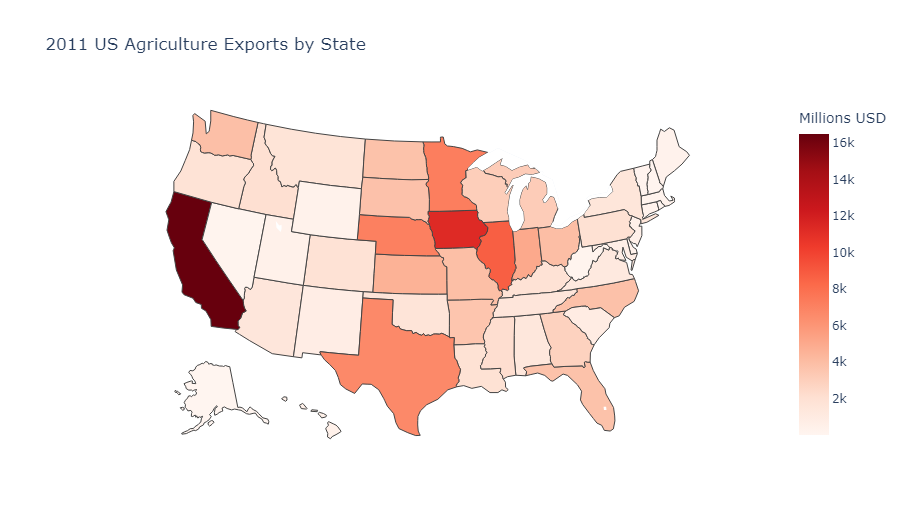 2011 US Agriculture Exports by State
Millions USD
16k
14k
12k
10k
8k
6k
4k
2k